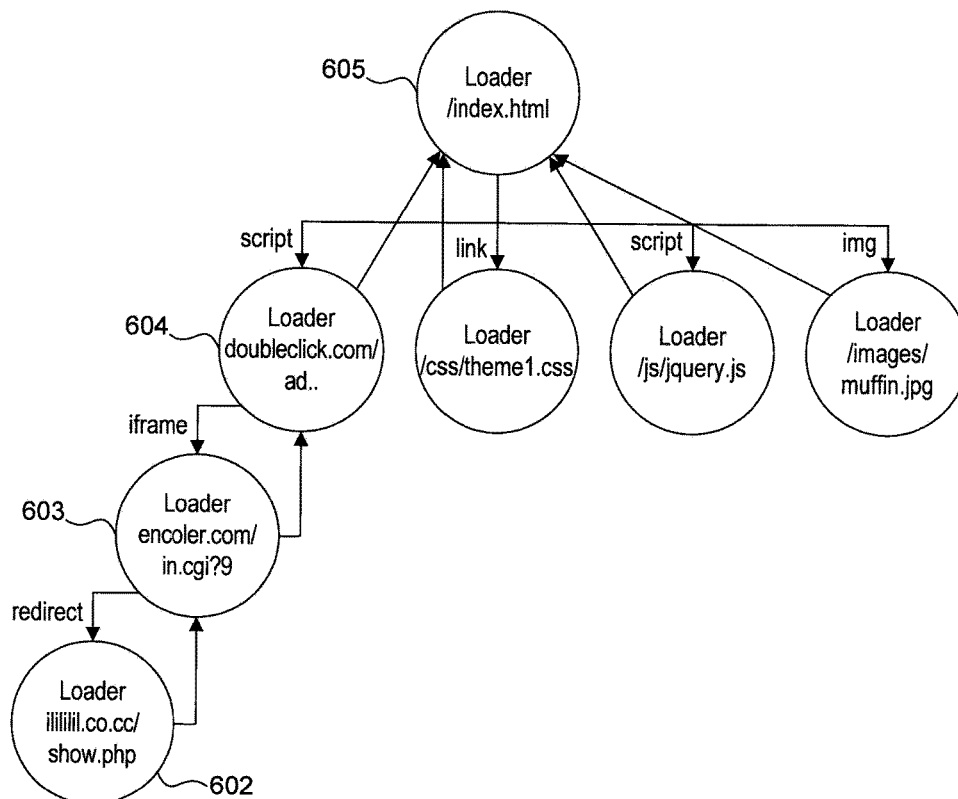 605
Loader
/index.html
script
link
script
img
604
Loader
doubleclick.com/
ad..
Loader
/css/theme1.css
Loader
/js/jquery.js
Loader
/images/
muffin.jpg
iframe
603
Loader
encoler.com/
in.cgi?9
redirect
Loader
ilililil.co.cc/
show.php
602